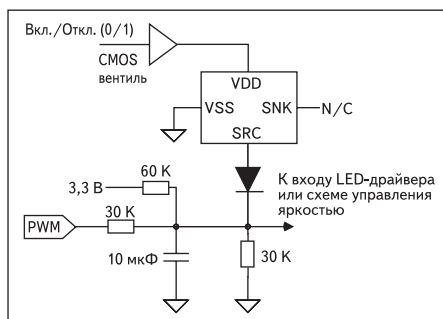 Вкл./Откл. (0/1)
CMOS
вентиль
VDD
VSS
SNK
N/C
SRC
60 K
3,3 В
К входу LED-драйвера
или схеме управления
яркостью
30 K
PWM
10 мкФ
30 K